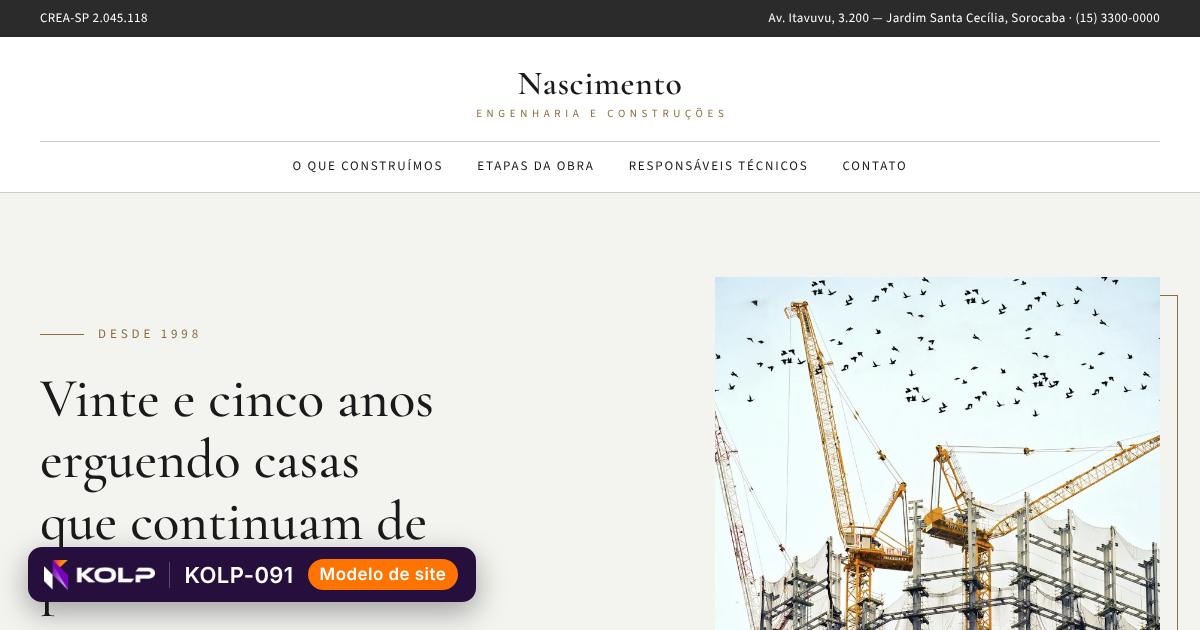 CREA-SP 2.045.118
Av. Itavuvu, 3.200 — Jardim Santa Cecília, Sorocaba · (15) 3300-0000
Nascimento
ENGENHARIA E CONSTRUÇÕES
O QUE CONSTRUÍMOS ETAPAS DA OBRA RESPONSÁVEIS TÉCNICOS CONTATO
DESDE 1998
Vinte e cinco anos
erguendo casas
que continuam de
KOLP KOLP-091 Modelo de site